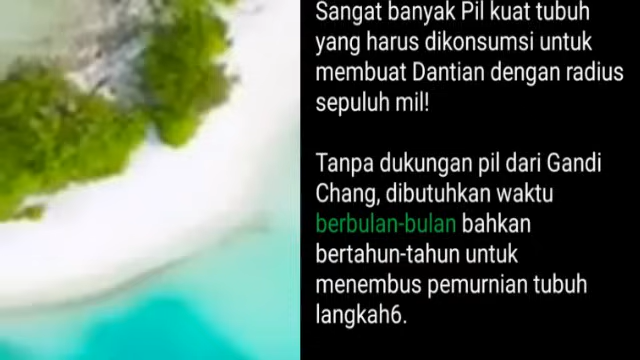 Sangat banyak Pil kuat tubuh
yang harus dikonsumsi untuk
membuat Dantian dengan radius
sepuluh mil!
Tanpa dukungan pil dari Gandi
Chang, dibutuhkan waktu
berbulan-bulan bahkan
bertahun-tahun untuk
menembus pemurnian tubuh
langkah6.